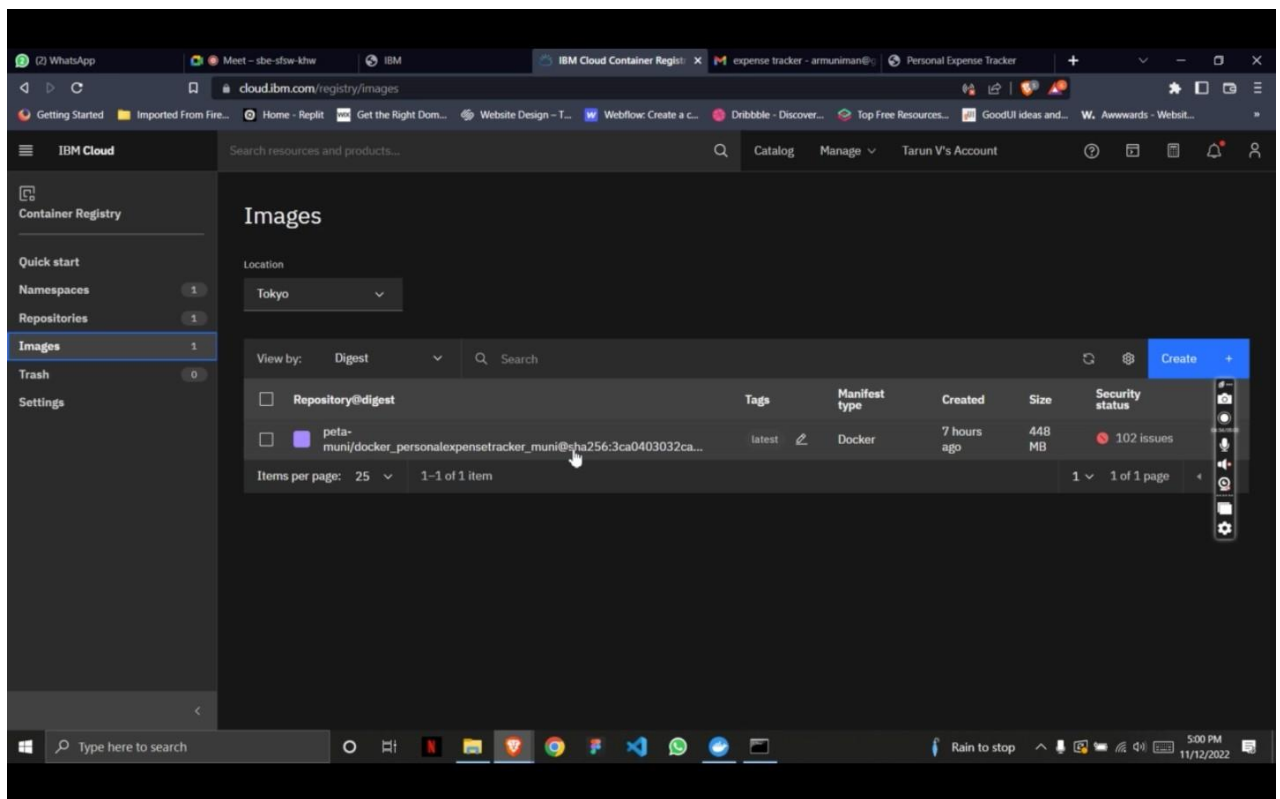 (2) WhatsApp
Meet – sbe-sfsw-khw
IBM
IBM Cloud Container Regist
expense tracker - armuniman@g
Personal Expense Tracker
cloud.ibm.com/registry/images
Getting Started
Imported From Fire...
Home - Replit
Get the Right Dom...
Website Design – T...
Webflow: Create a c...
Dribbble - Discover...
Top Free Resources...
GoodUI ideas and...
W. Awwwards - Websit...
IBM Cloud
Search resources and products...
Catalog
Manage
Tarun V's Account
Container Registry
Quick start
Namespaces 1
Repositories 1
Images 1
Trash 0
Settings
Images
Location
Tokyo
View by: Digest
Search
Create +
Repository@digest
Tags
Manifest
type
Created
Size
Security
status
peta-
muni/docker_personalexpensetracker_muni@sha256:3ca0403032ca...
latest
Docker
7 hours
ago
448
MB
102 issues
Items per page: 25
1–1 of 1 item
1
1 of 1 page
Type here to search
Rain to stop
5:00 PM
11/12/2022